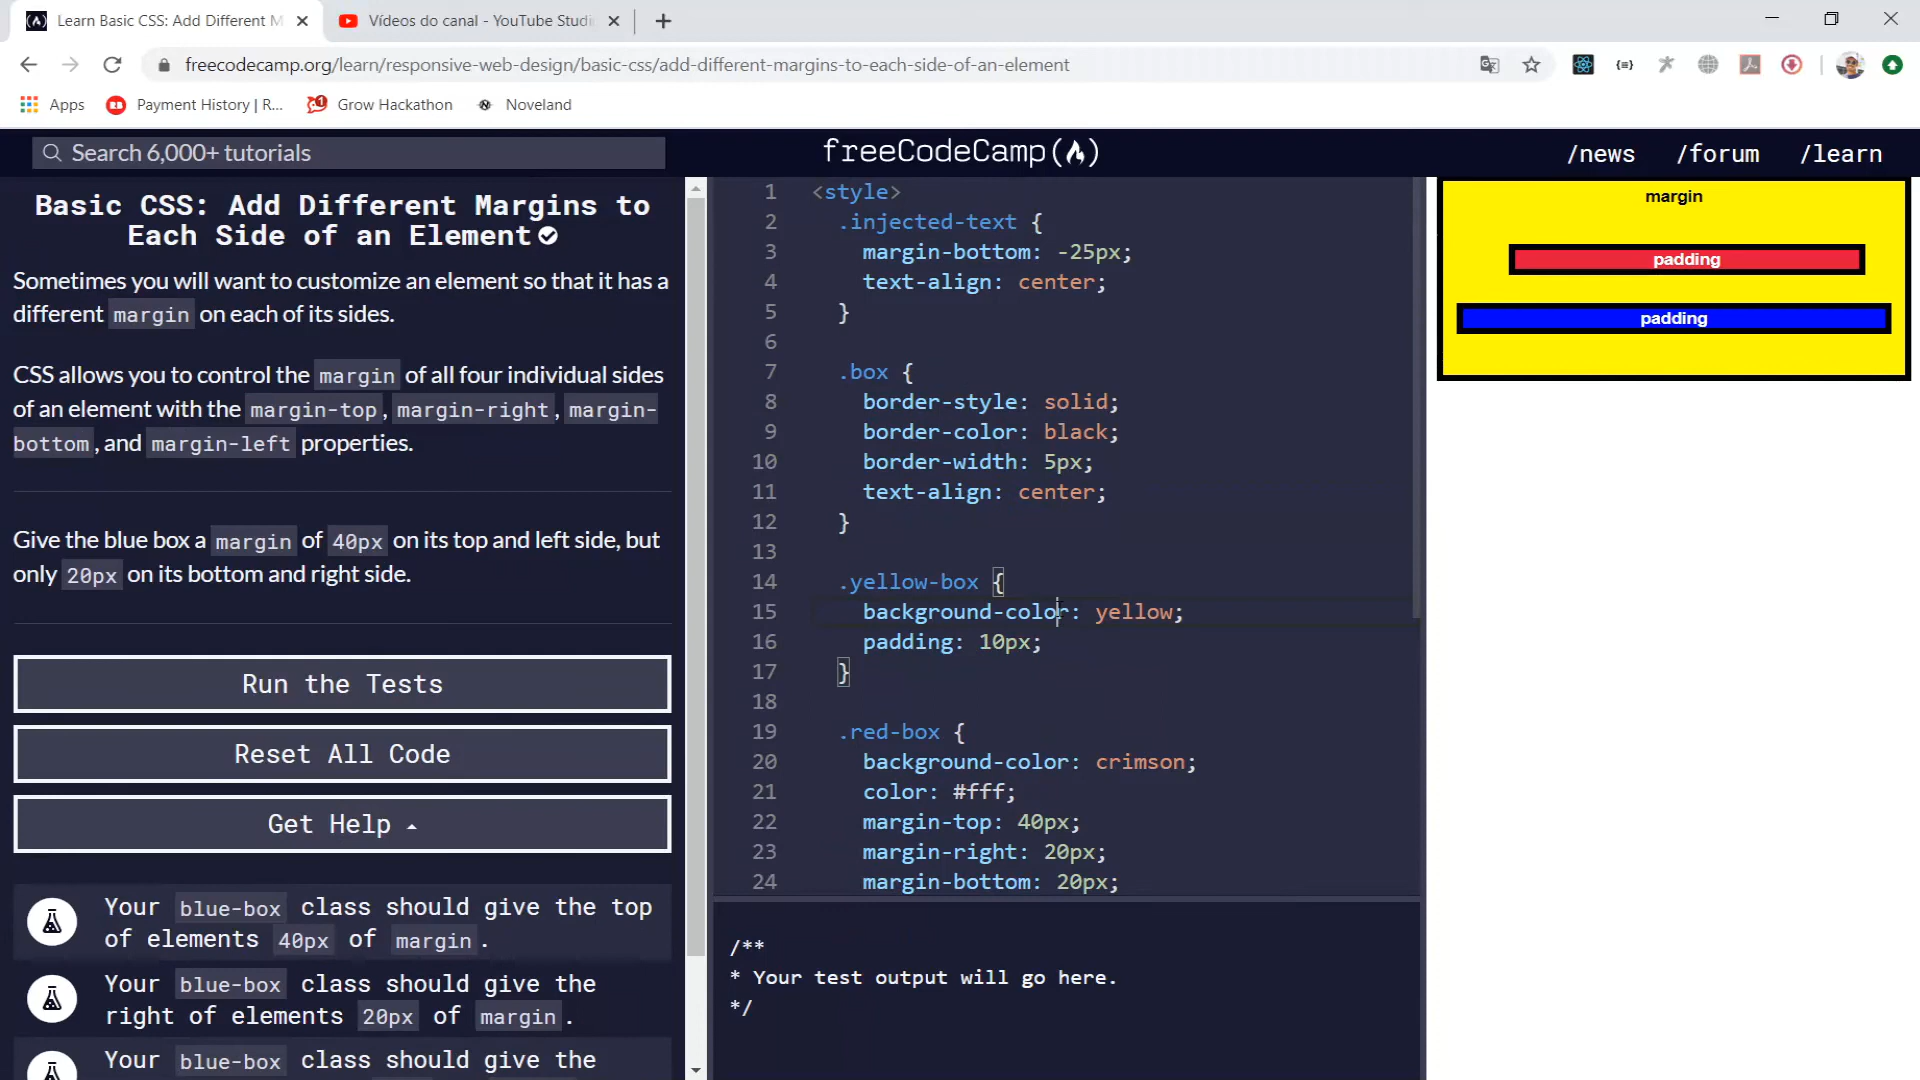 Learn Basic CSS: Add Different M
Vídeos do canal - YouTube Studi
freecodecamp.org/learn/responsive-web-design/basic-css/add-different-margins-to-each-side-of-an-element
Apps
Payment History | R...
Grow Hackathon
Noveland
Search 6,000+ tutorials
freeCodeCamp
/news
/forum
/learn
Basic CSS: Add Different Margins to
Each Side of an Element
Sometimes you will want to customize an element so that it has a
different margin on each of its sides.
CSS allows you to control the margin of all four individual sides
of an element with the margin-top, margin-right, margin-
bottom, and margin-left properties.
Give the blue box a margin of 40px on its top and left side, but
only 20px on its bottom and right side.
Run the Tests
Reset All Code
Get Help
Your blue-box class should give the top
of elements 40px of margin.
Your blue-box class should give the
right of elements 20px of margin.
Your blue-box class should give the
1 <style>
2 .injected-text {
3 margin-bottom: -25px;
4 text-align: center;
5 }
6
7 .box {
8 border-style: solid;
9 border-color: black;
10 border-width: 5px;
11 text-align: center;
12 }
13
14 .yellow-box {
15 background-color: yellow;
16 padding: 10px;
17 }
18
19 .red-box {
20 background-color: crimson;
21 color: #fff;
22 margin-top: 40px;
23 margin-right: 20px;
24 margin-bottom: 20px;
/**
* Your test output will go here.
*/
margin
padding
padding